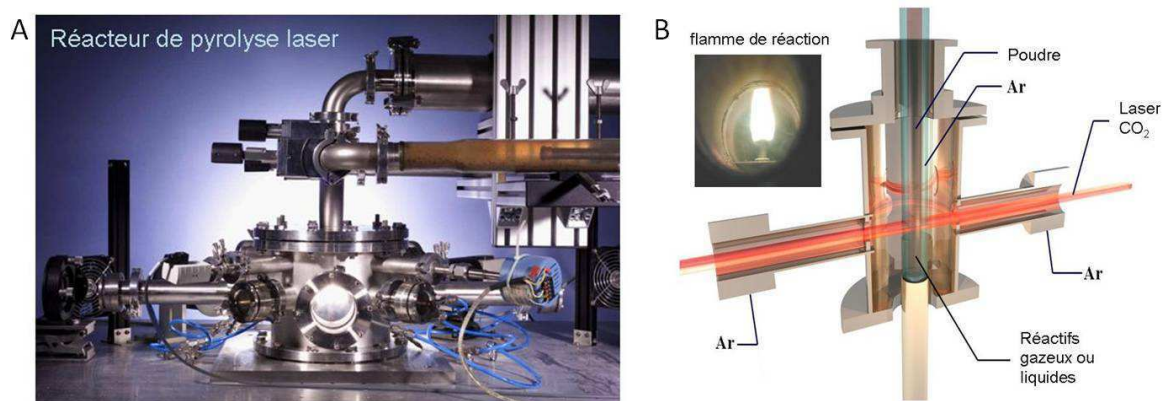 A
Réacteur de pyrolyse laser
B
flamme de réaction
Poudre
Ar
Laser
CO₂
Ar
Ar
Réactifs
gazeux ou
liquides